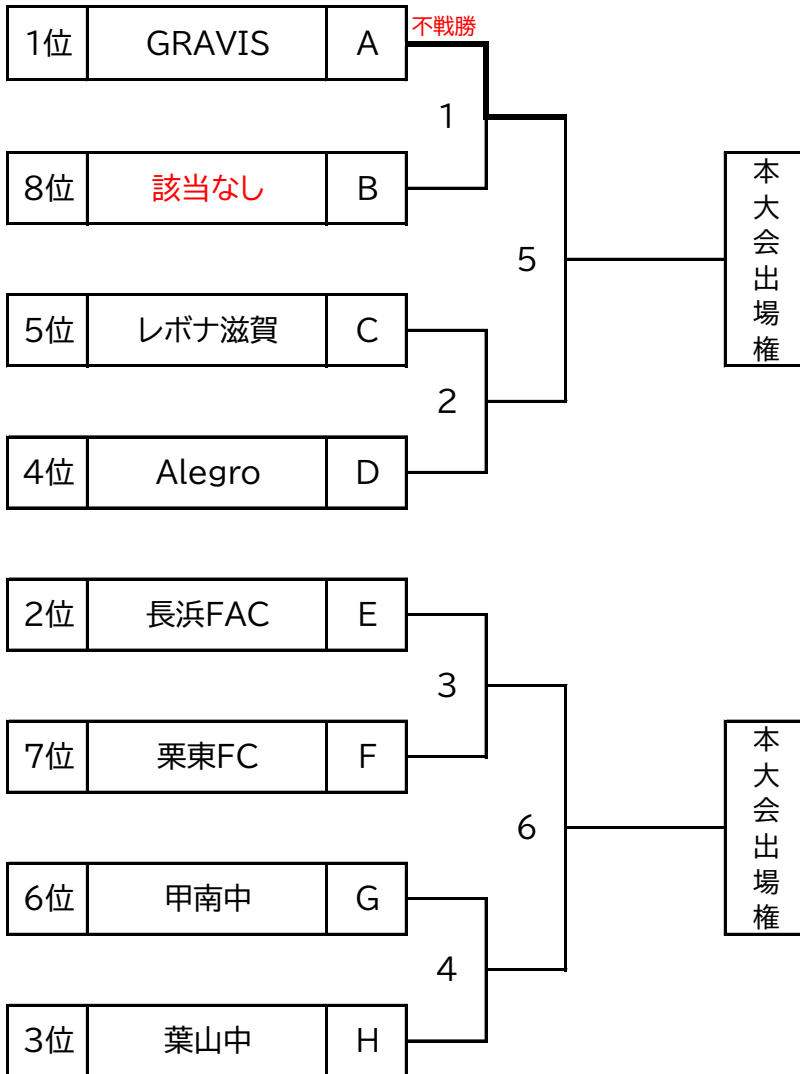 1位 GRAVIS A 不戦勝
1
8位 該当なし B
5
5位 レボナ滋賀 C
2
4位 Alegro D
本大会出場権
2位 長浜FAC E
3
7位 栗東FC F
6
6位 甲南中 G
4
3位 葉山中 H
本大会出場権